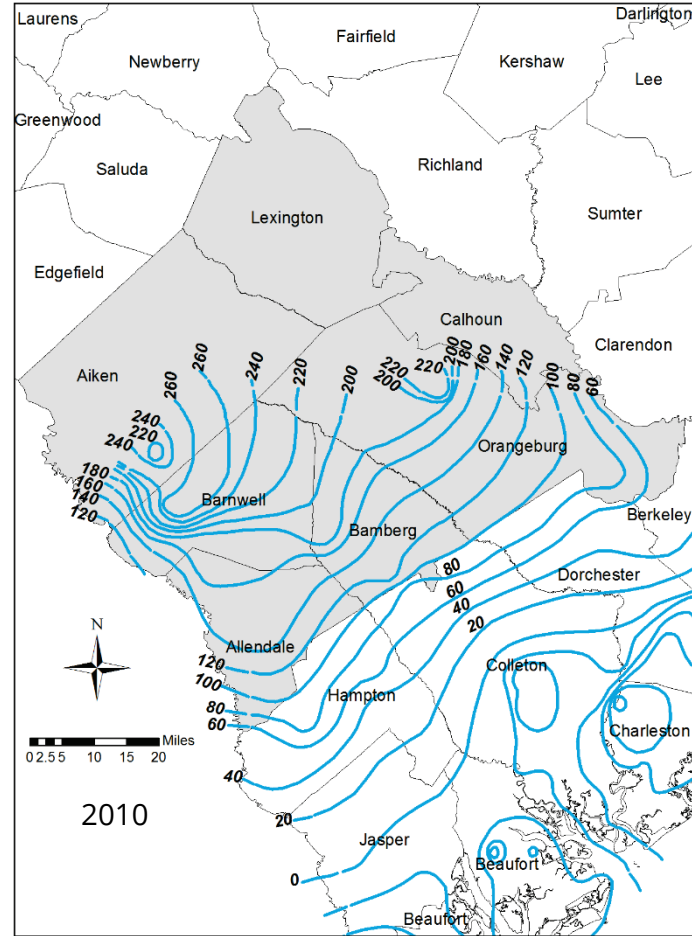 Laurens
Darlington
Fairfield
Newberry
Kershaw
Lee
Greenwood
Richland
Saluda
Sumter
Lexington
Edgefield
Calhoun
Clarendon
Aiken
260
260
240
220
200
220
220
200
200
180
160
140
120
100
80
60
240
220
240
180
160
140
120
Orangeburg
Barnwell
Bamberg
Berkeley
80
60
40
20
Dorchester
N
Allendale
120
100
80
60
40
20
0
Hampton
Colleton
Charleston
Miles
0 2.5 5 10 15 20
2010
Jasper
Beaufort
Beaufort